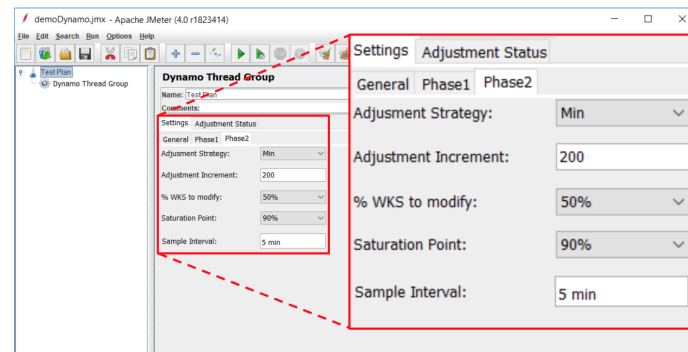 demoDynamo.jmx - Apache JMeter (4.0 r1823414)
File Edit Search Run Options Help
Test Plan
Dynamo Thread Group
Dynamo Thread Group
Name: Test Plan
Comments:
Settings Adjustment Status
General Phase1 Phase2
Adjusment Strategy: Min
Adjustment Increment: 200
% WKS to modify: 50%
Saturation Point: 90%
Sample Interval: 5 min
Settings Adjustment Status
General Phase1 Phase2
Adjusment Strategy: Min
Adjustment Increment: 200
% WKS to modify: 50%
Saturation Point: 90%
Sample Interval: 5 min